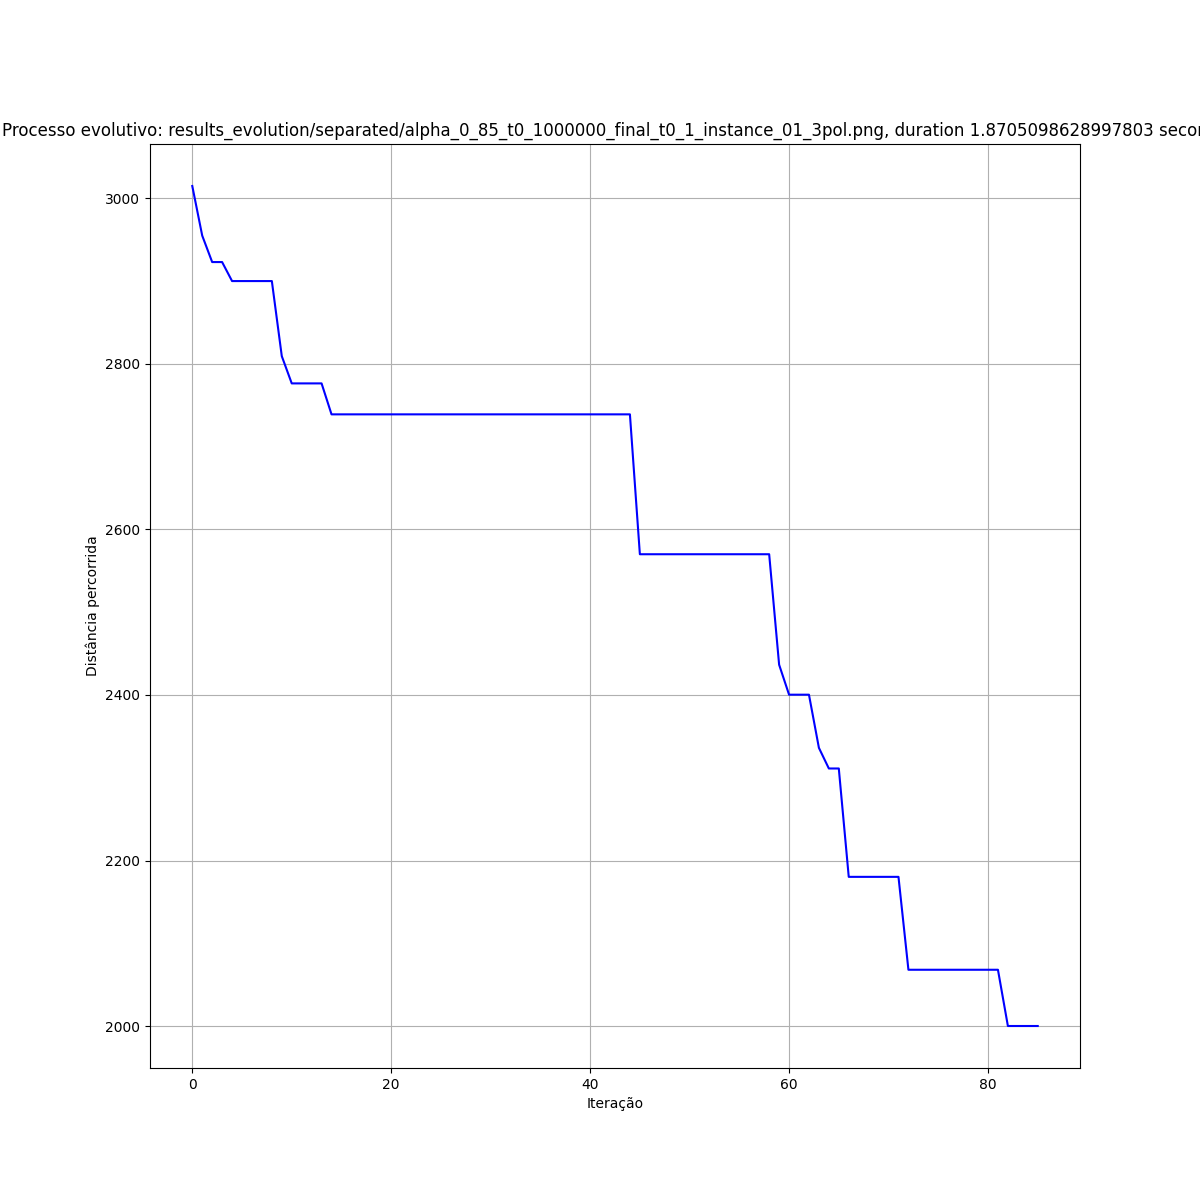 Processo evolutivo: results_evolution/separated/alpha_0_85_t0_1000000_final_t0_1_instance_01_3pol.png, duration 1.8705098628997803
3000
2800
2600
2400
2200
2000
Distância percorrida
0 20 40 60 80
Iteração